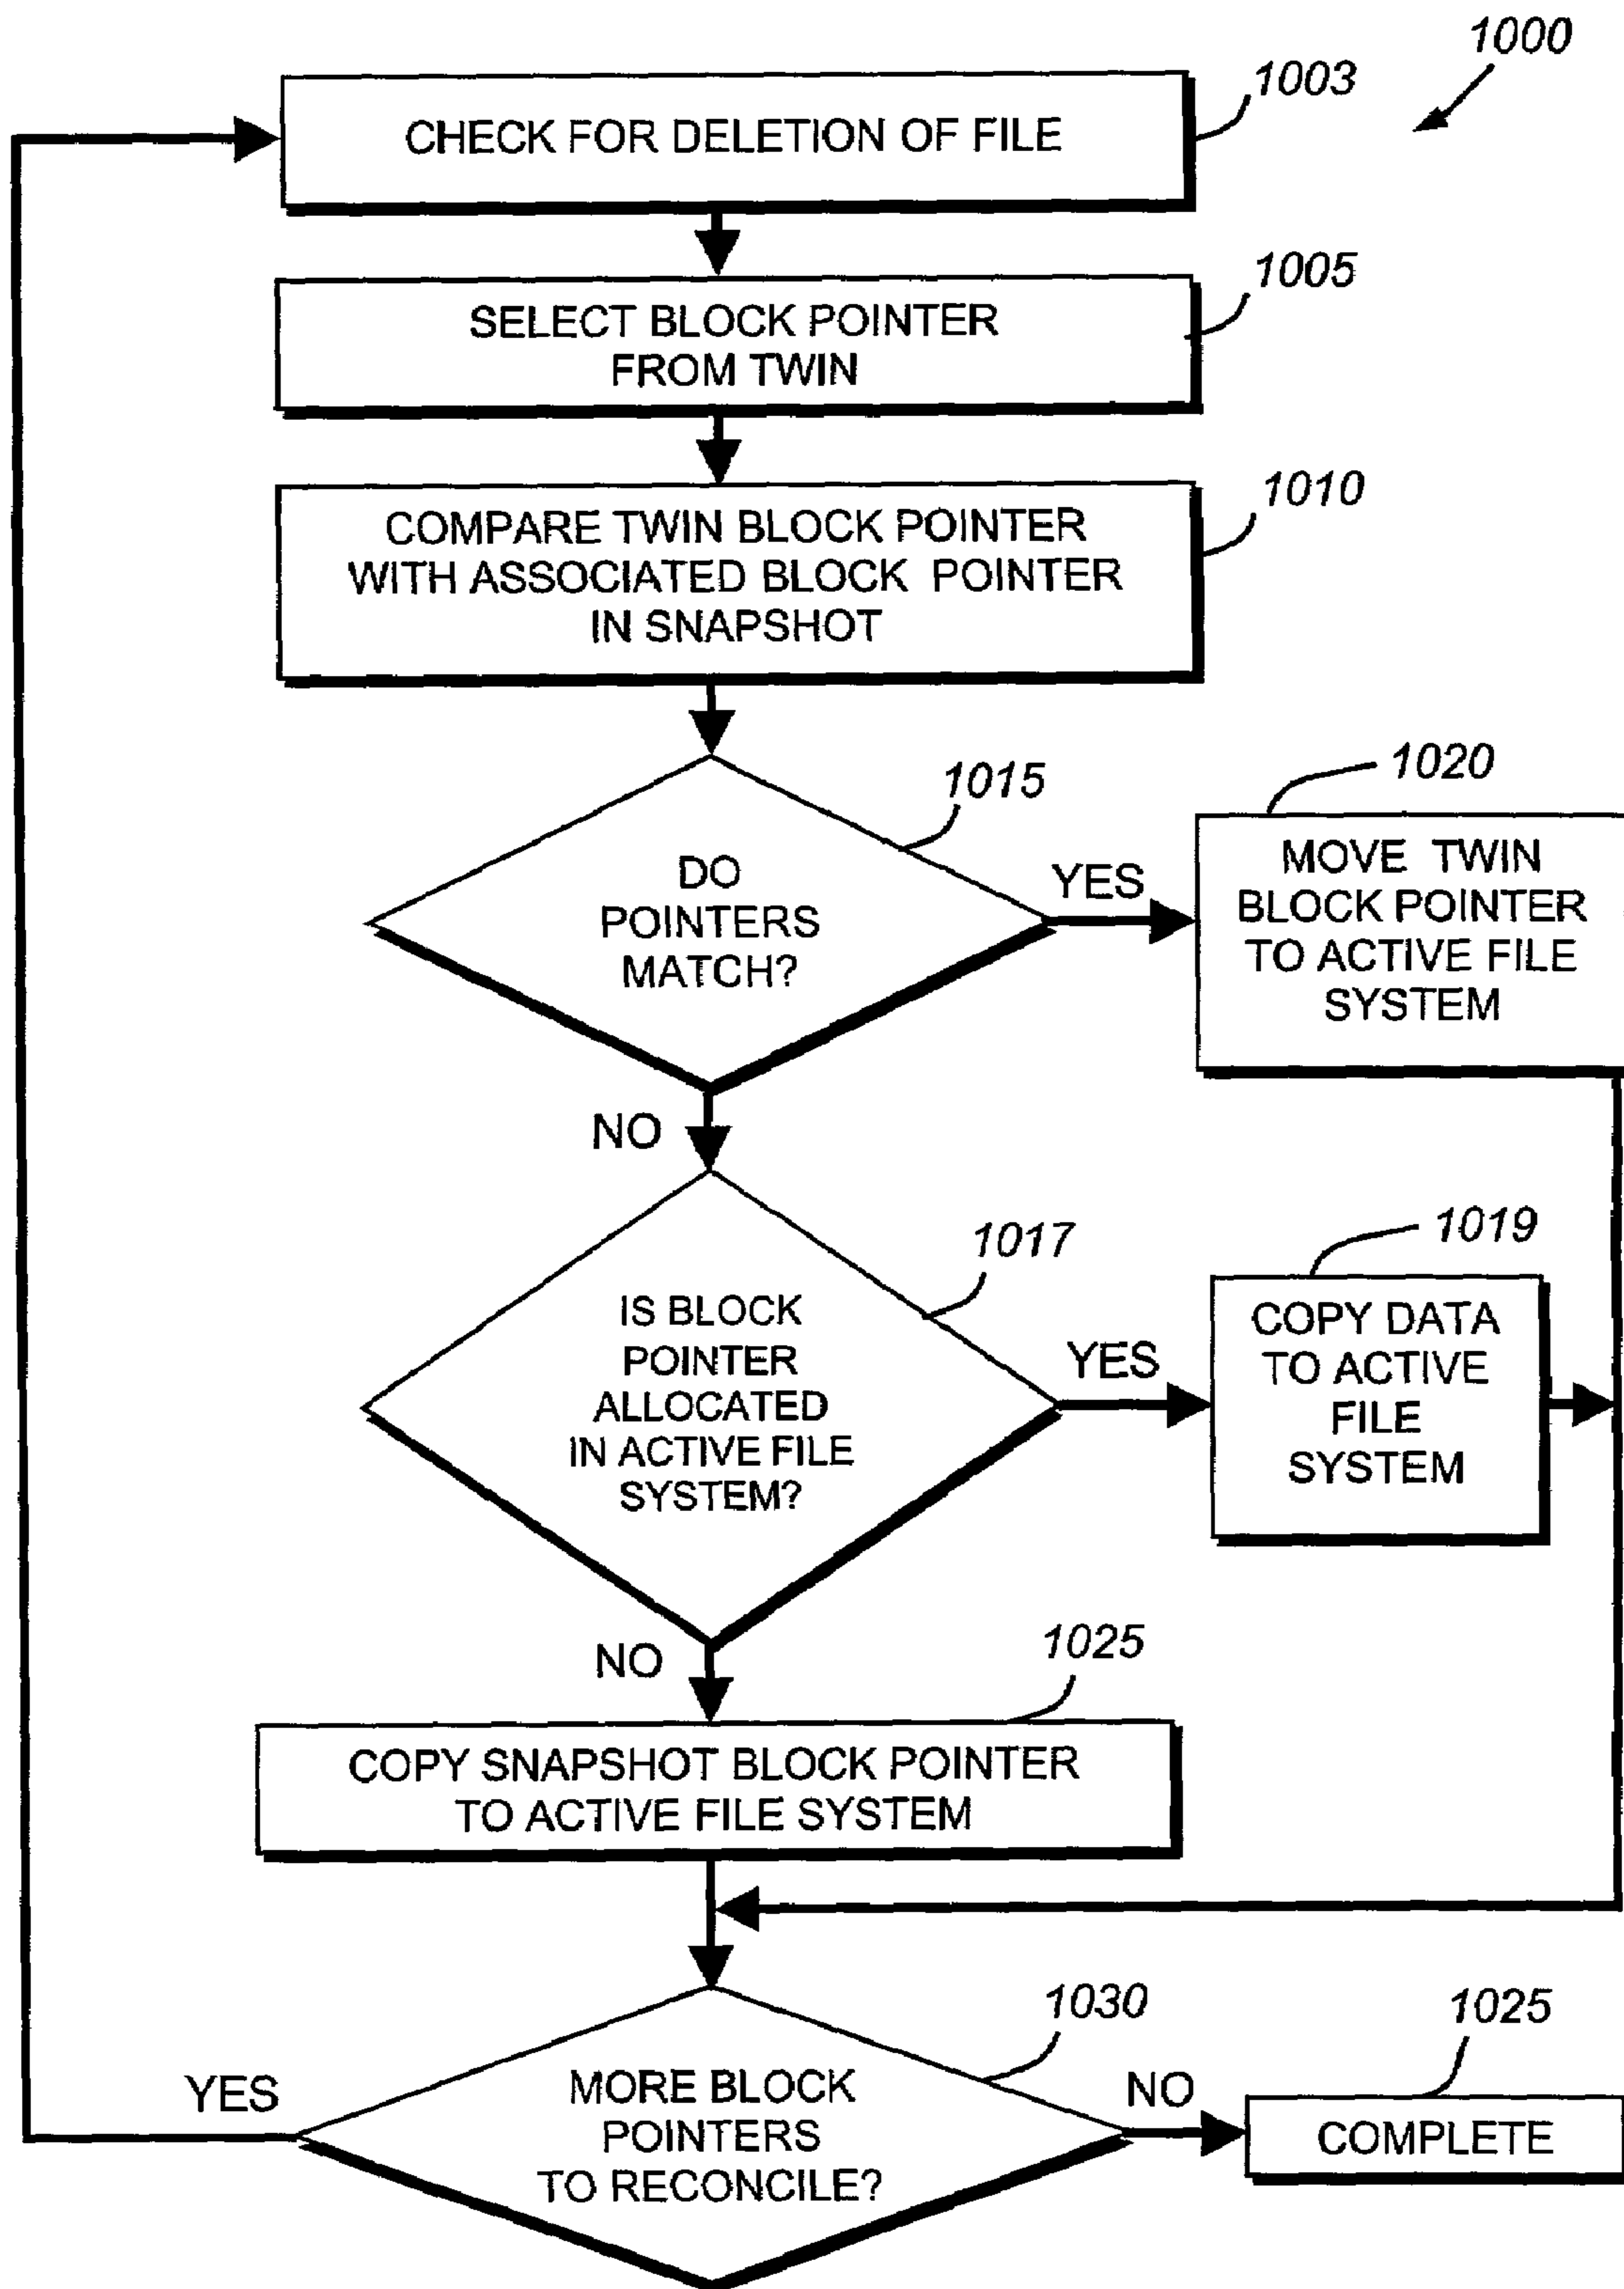 1000
1003
CHECK FOR DELETION OF FILE
1005
SELECT BLOCK POINTER
FROM TWIN
1010
COMPARE TWIN BLOCK POINTER
WITH ASSOCIATED BLOCK POINTER
IN SNAPSHOT
1015
DO
POINTERS
MATCH?
YES
1020
MOVE TWIN
BLOCK POINTER
TO ACTIVE FILE
SYSTEM
NO
1017
IS BLOCK
POINTER
ALLOCATED
IN ACTIVE FILE
SYSTEM?
YES
1019
COPY DATA
TO ACTIVE
FILE
SYSTEM
NO
1025
COPY SNAPSHOT BLOCK POINTER
TO ACTIVE FILE SYSTEM
1030
MORE BLOCK
POINTERS
TO RECONCILE?
YES
NO
1025
COMPLETE